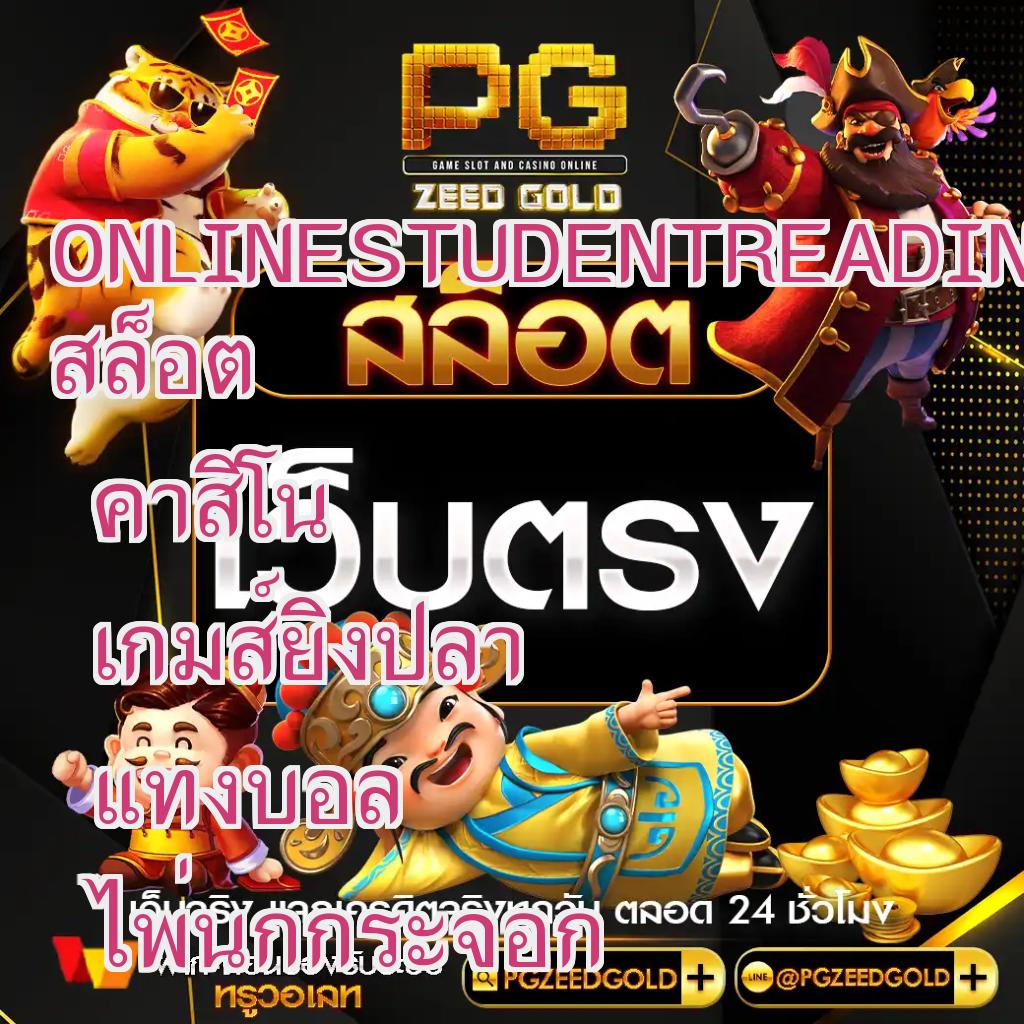 PG
GAME SLOT AND CASINO ONLINE
ZEED GOLD
ONLINESTUDENTREADIN
สล็อต
สล็อต
คาสิโน
เว็บตรง
เกมส์ยิงปลา
แทงบอล
ตลอด 24 ชั่วโมง
ไพ่นกกระจอก
ทรูวอเลท
PGZEEDGOLD +
LINE @PGZEEDGOLD +